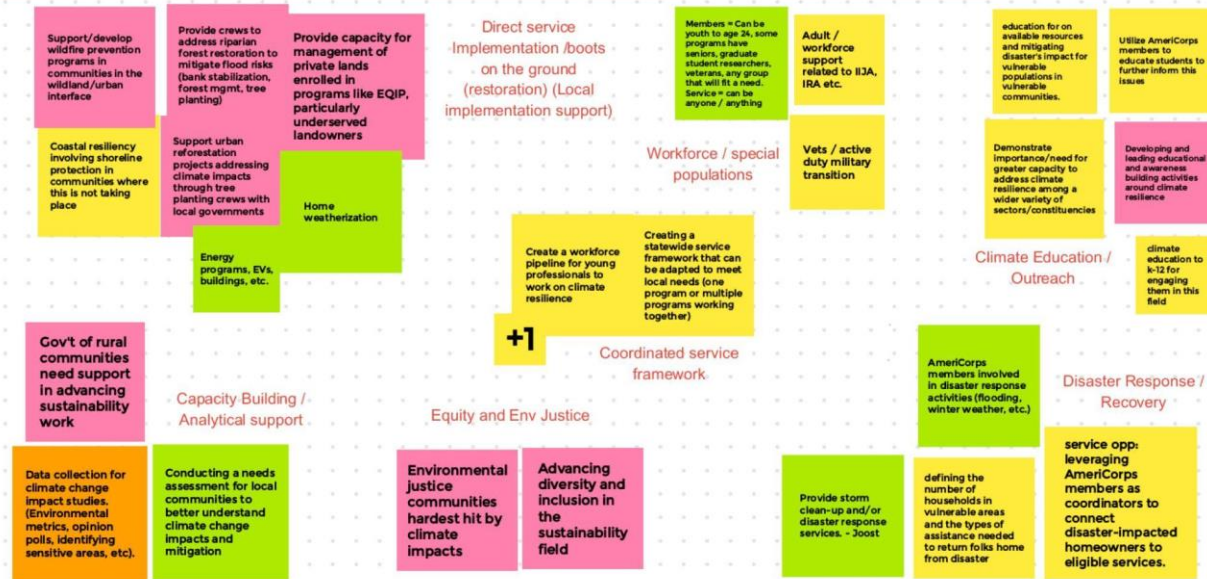 Support/develop
wildfire prevention
programs in
communities in the
wildland/urban
interface
Provide crews to
address riparian
forest restoration to
mitigate flood risks
(bank stabilization,
forest mgmt, tree
planting)
Provide capacity for
management of
private lands
enrolled in
programs like EQIP,
particularly
underserved
landowners
Coastal resiliency
involving shoreline
protection in
communities where
this is not taking
place
Support urban
reforestation
projects addressing
climate impacts
through tree
planting crews with
local governments
Home
weatherization
Energy
programs, EVs,
buildings, etc.
Direct service
Implementation /boots
on the ground
(restoration) (Local
implementation support)
Members = Can be
youth to age 24, some
programs have
seniors, graduate
student researchers,
veterans, any group
that will fit a need.
Service = can be
anyone / anything
Adult /
workforce
support
related to IIJA,
IRA etc.
Workforce / special
populations
Vets / active
duty military
transition
education for on
available resources
and mitigating
disaster's impact for
vulnerable
populations in
vulnerable
communities.
Utilize AmeriCorps
members to
educate students to
further inform this
issues
Demonstrate
importance/need for
greater capacity to
address climate
resilience among a
wider variety of
sectors/constituencies
Developing and
leading educational
and awareness
building activities
around climate
resilience
Climate Education /
Outreach
climate
education to
k-12 for
engaging
them in this
field
Create a workforce
pipeline for young
professionals to
work on climate
resilience
Creating a
statewide service
framework that can
be adapted to meet
local needs (one
program or multiple
programs working
together)
+1
Coordinated service
framework
Gov't of rural
communities
need support
in advancing
sustainability
work
Capacity Building /
Analytical support
Data collection for
climate change
impact studies.
(Environmental
metrics, opinion
polls, identifying
sensitive areas, etc).
Conducting a needs
assessment for local
communities to
better understand
climate change
impacts and
mitigation
Equity and Env Justice
Environmental
justice
communities
hardest hit by
climate
impacts
Advancing
diversity and
inclusion in
the
sustainability
field
AmeriCorps
members involved
in disaster response
activities (flooding,
winter weather, etc.)
Disaster Response /
Recovery
Provide storm
clean-up and/or
disaster response
services. - Joost
defining the
number of
households in
vulnerable areas
and the types of
assistance needed
to return folks home
from disaster
service opp:
leveraging
AmeriCorps
members as
coordinators to
connect
disaster-impacted
homeowners to
eligible services.